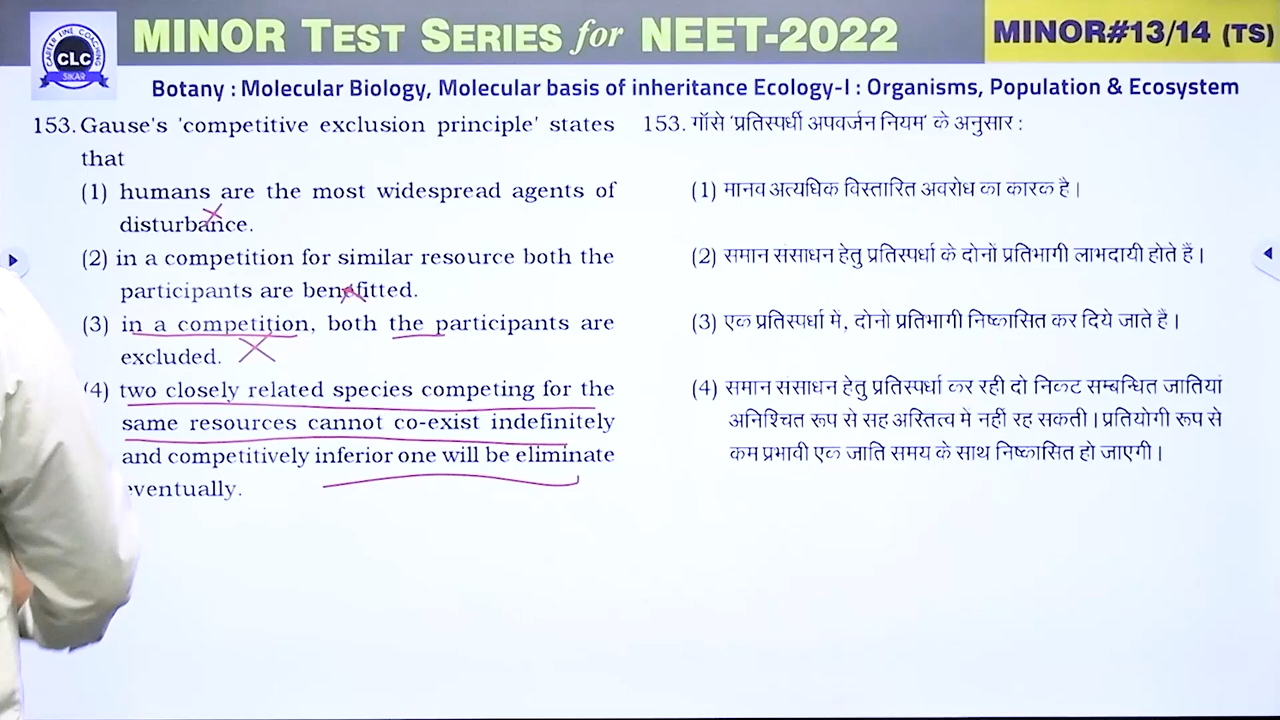 CAREER LINE COACHING
CLC
SIKAR
MINOR TEST SERIES for NEET-2022
MINOR#13/14 (TS)
Botany : Molecular Biology, Molecular basis of inheritance Ecology-I : Organisms, Population & Ecosystem
153. Gause's 'competitive exclusion principle' states
that
(1) humans are the most widespread agents of
disturbance.
(2) in a competition for similar resource both the
participants are benefitted.
(3) in a competition, both the participants are
excluded.
(4) two closely related species competing for the
same resources cannot co-exist indefinitely
and competitively inferior one will be eliminate
eventually.
153. गॉसे 'प्रतिस्पर्धी अपवर्जन नियम' के अनुसार :
(1) मानव अत्यधिक विस्तारित अवरोध का कारक है।
(2) समान संसाधन हेतु प्रतिस्पर्धा के दोनों प्रतिभागी लाभदायी होते हैं।
(3) एक प्रतिस्पर्धा में, दोनों प्रतिभागी निष्कासित कर दिये जाते हैं।
(4) समान संसाधन हेतु प्रतिस्पर्धा कर रही दो निकट सम्बन्धित जातियां
अनिश्चित रूप से सह अस्तित्व में नहीं रह सकती। प्रतियोगी रूप से
कम प्रभावी एक जाति समय के साथ निष्कासित हो जाएगी।